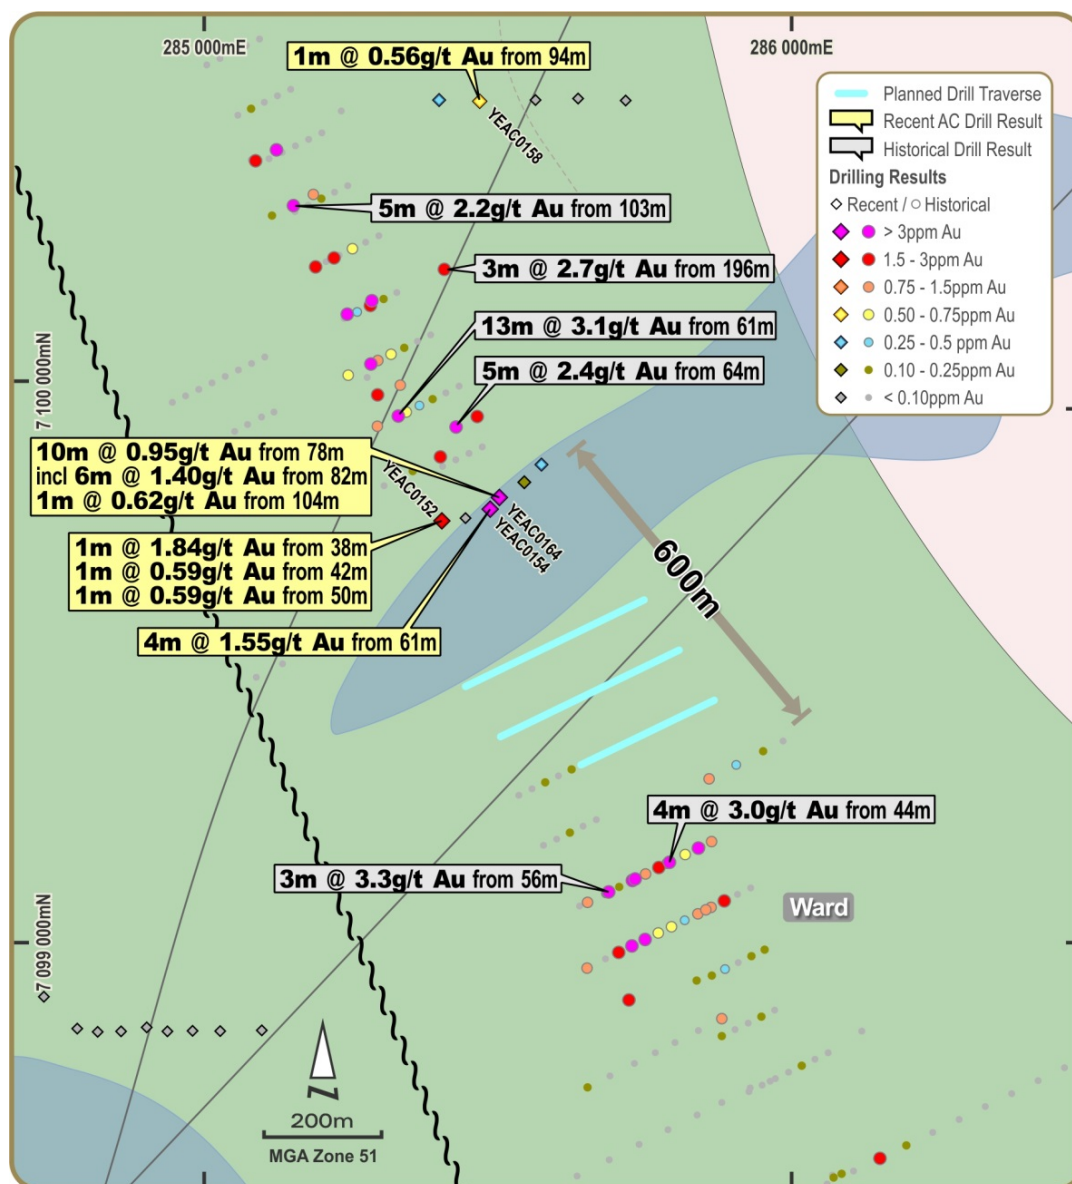 285 000mE
286 000mE
1m @ 0.56g/t Au from 94m
YEAC0158
Planned Drill Traverse
Recent AC Drill Result
Historical Drill Result
Drilling Results
Recent / Historical
> 3ppm Au
1.5 - 3ppm Au
0.75 - 1.5ppm Au
0.50 - 0.75ppm Au
0.25 - 0.5 ppm Au
0.10 - 0.25ppm Au
< 0.10ppm Au
5m @ 2.2g/t Au from 103m
3m @ 2.7g/t Au from 196m
13m @ 3.1g/t Au from 61m
5m @ 2.4g/t Au from 64m
7 100 000mN
10m @ 0.95g/t Au from 78m
incl 6m @ 1.40g/t Au from 82m
1m @ 0.62g/t Au from 104m
YEAC0152
YEAC0164
YEAC0154
1m @ 1.84g/t Au from 38m
1m @ 0.59g/t Au from 42m
1m @ 0.59g/t Au from 50m
4m @ 1.55g/t Au from 61m
600m
4m @ 3.0g/t Au from 44m
3m @ 3.3g/t Au from 56m
Ward
7 099 000mN
N
200m
MGA Zone 51